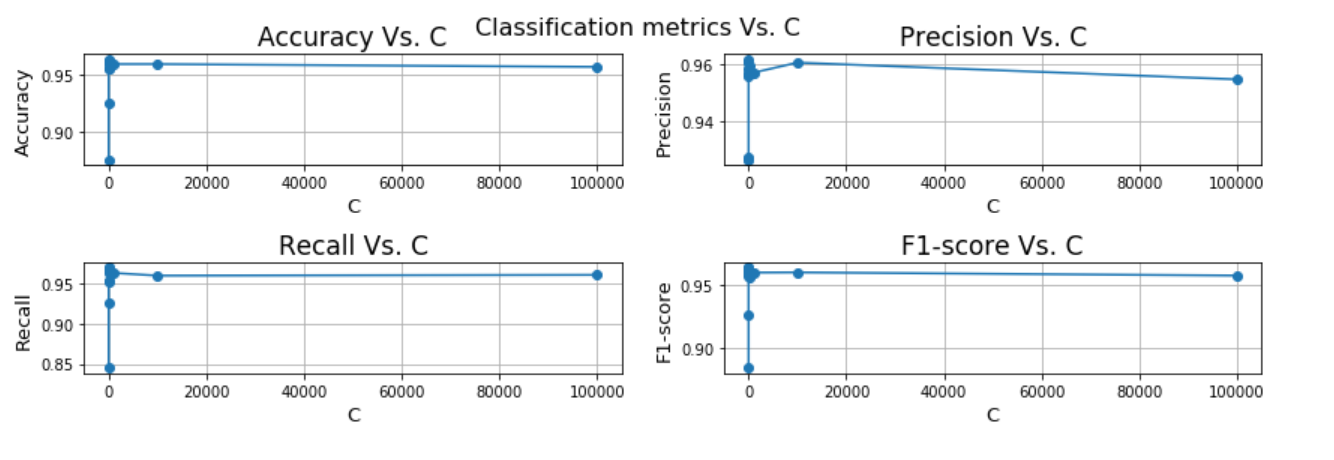 Classification metrics Vs. C
Accuracy Vs. C
Accuracy
0.95
0.90
0 20000 40000 60000 80000 100000
C
Precision Vs. C
Precision
0.96
0.94
0 20000 40000 60000 80000 100000
C
Recall Vs. C
Recall
0.95
0.90
0.85
0 20000 40000 60000 80000 100000
C
F1-score Vs. C
F1-score
0.95
0.90
0 20000 40000 60000 80000 100000
C